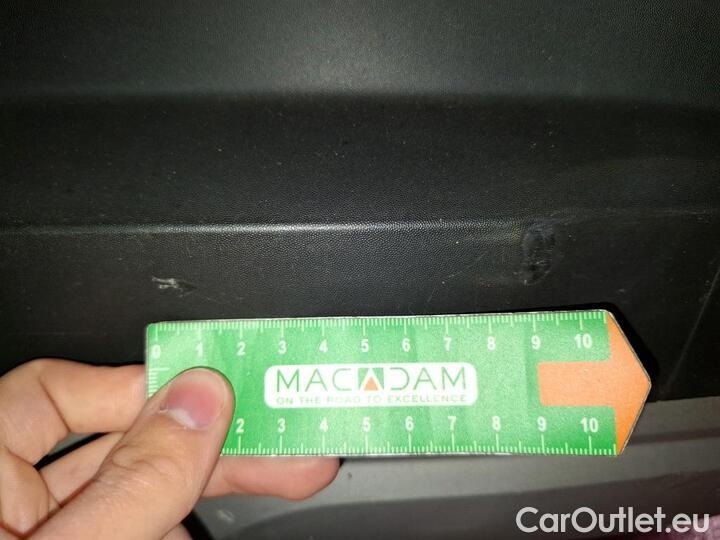 0 1 2 3 4 5 6 7 8 9 10
MACADAM
ON THE ROAD TO EXCELLENCE
2 3 4 5 6 7 8 9 10
CarOutlet.eu